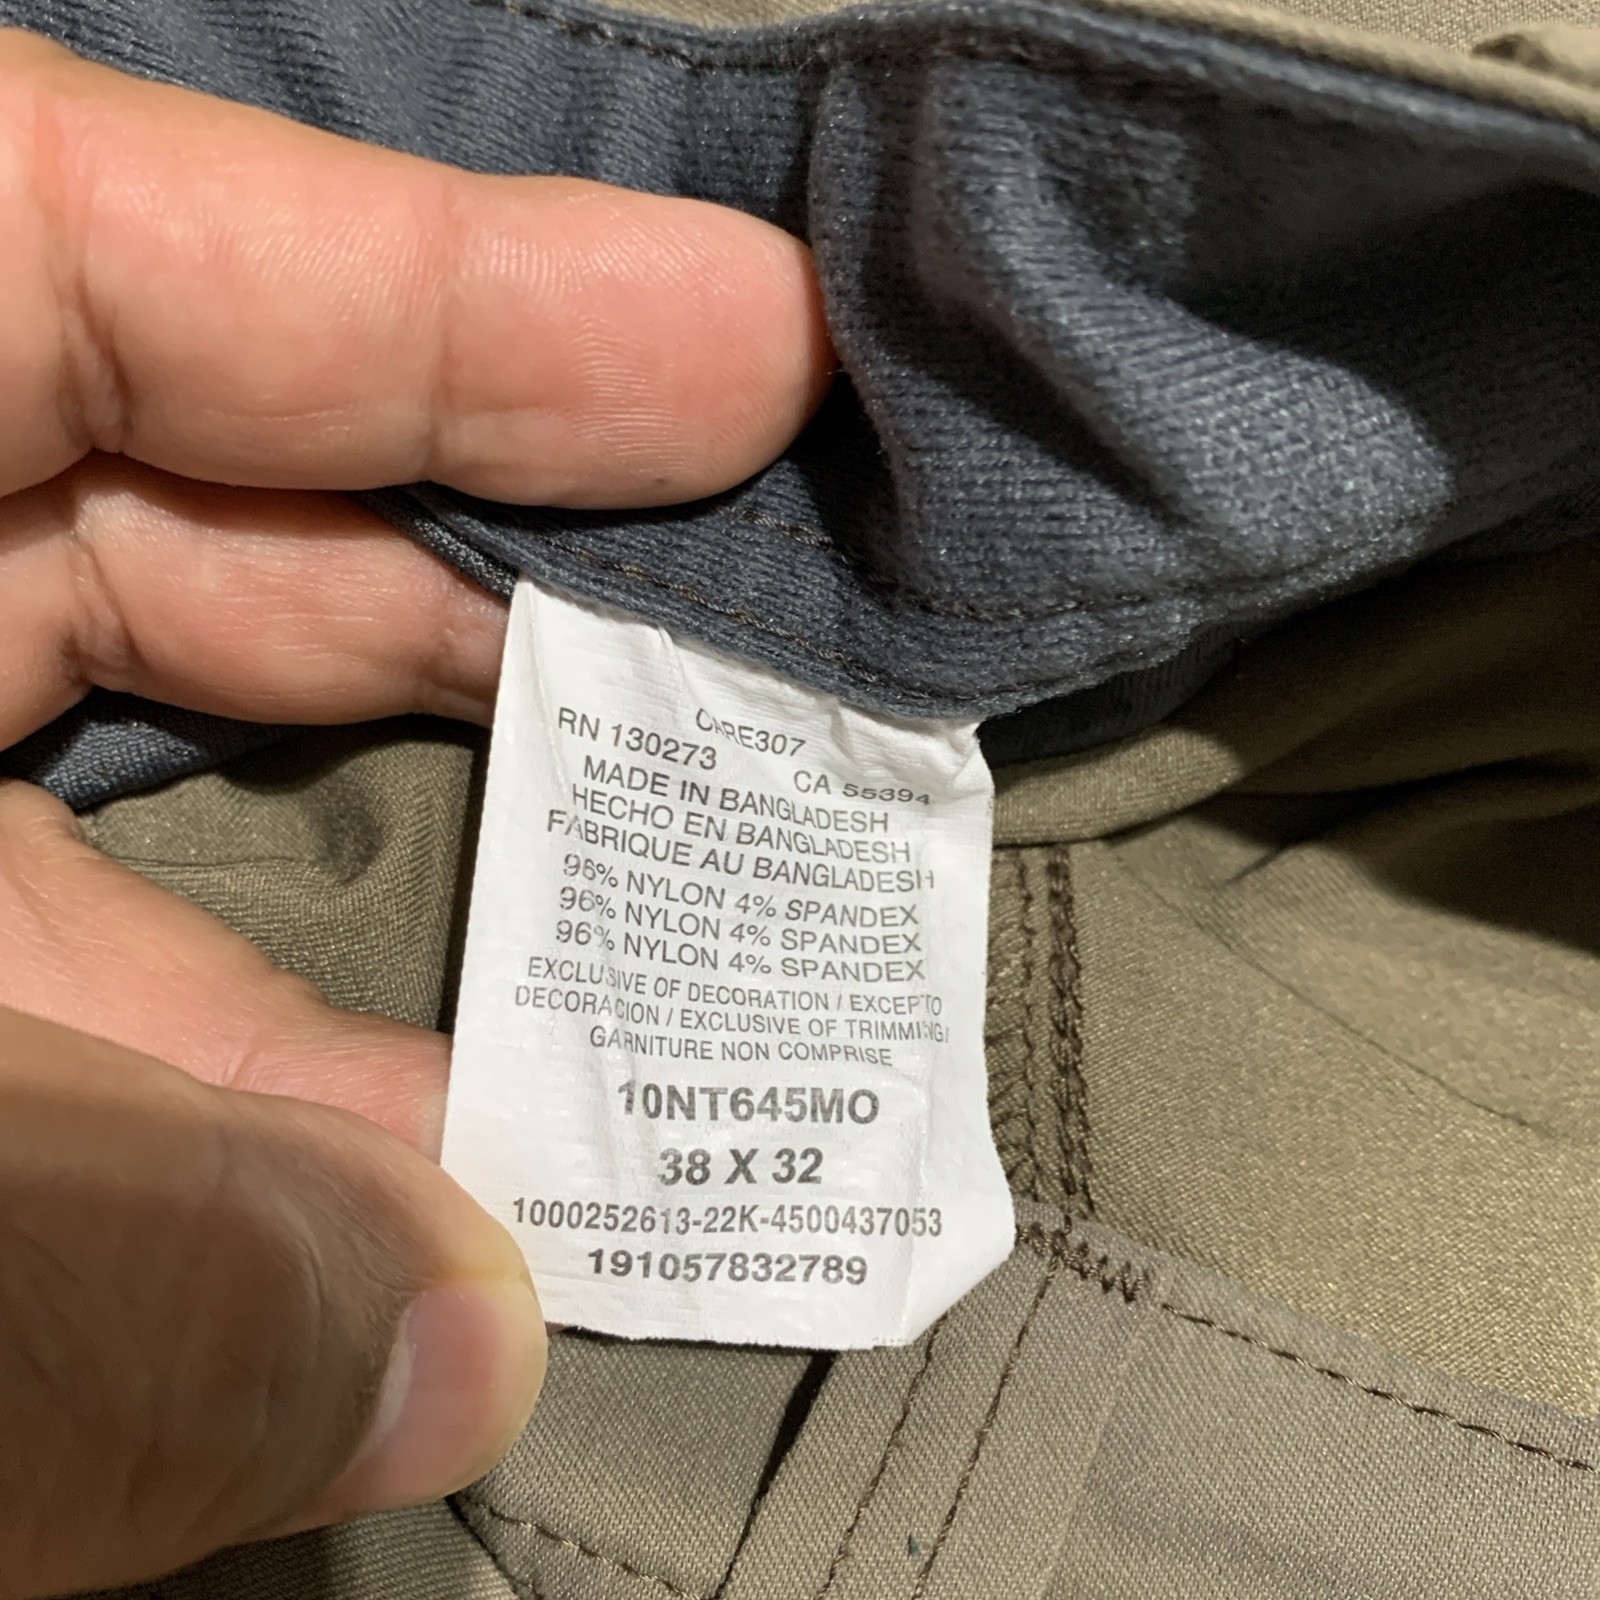 CARE307
RN 130273 CA 55394
MADE IN BANGLADESH
HECHO EN BANGLADESH
FABRIQUE AU BANGLADESH
96% NYLON 4% SPANDEX
96% NYLON 4% SPANDEX
96% NYLON 4% SPANDEX
EXCLUSIVE OF DECORATION / EXCEPTO
DECORACION / EXCLUSIVE OF TRIMMING/
GARNITURE NON COMPRISE
10NT645MO
38 X 32
1000252613-22K-4500437053
191057832789